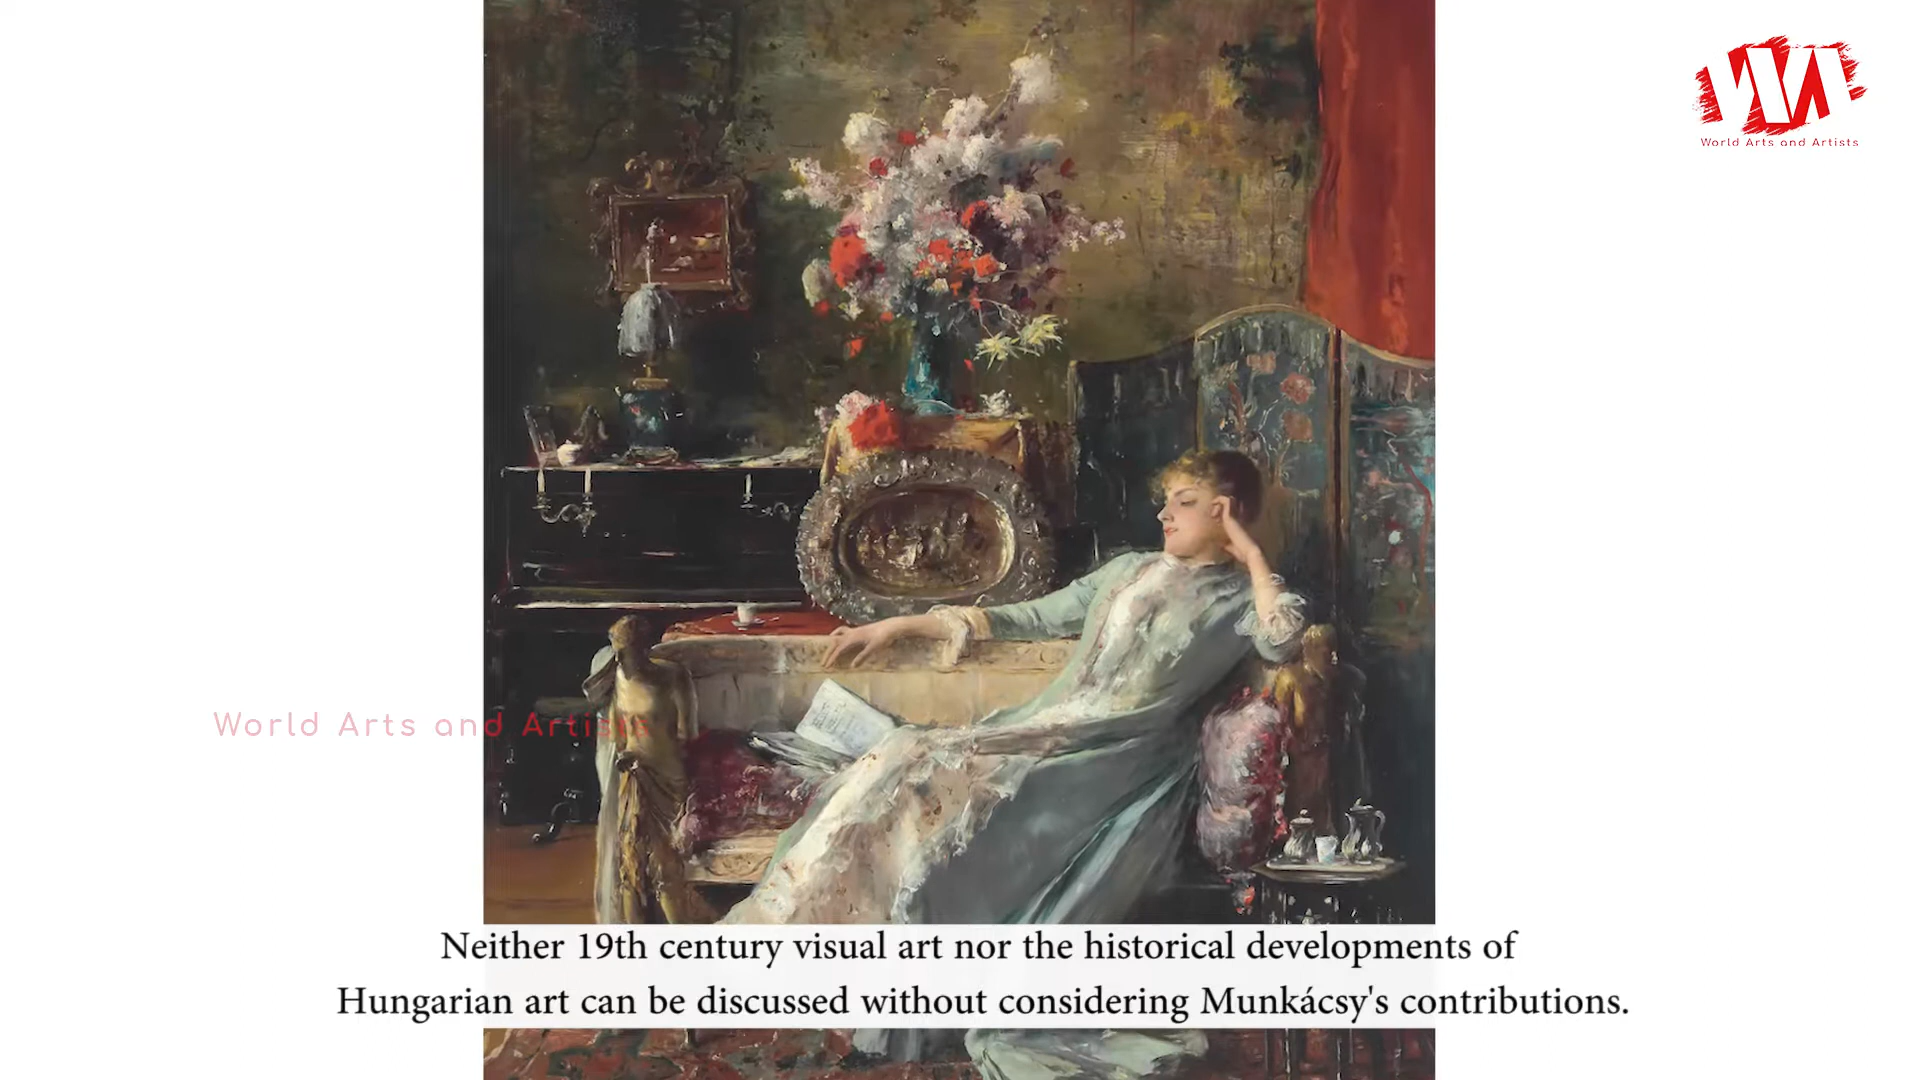 World Arts and Artists
World Arts and Artists
Neither 19th century visual art nor the historical developments of
Hungarian art can be discussed without considering Munkácsy's contributions.